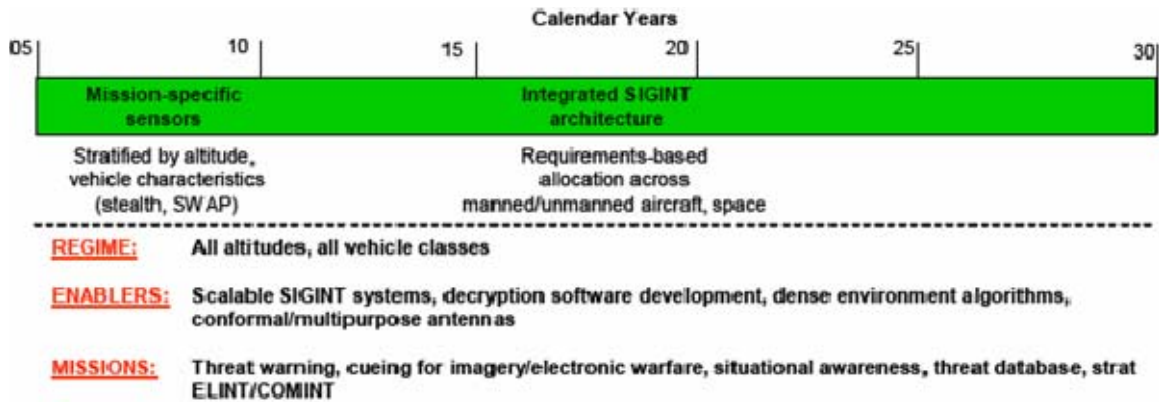 Calendar Years
05 10 15 20 25 30
Mission-specific sensors
Integrated SIGINT architecture
Stratified by altitude,
vehicle characteristics
(stealth, SWAP)
Requirements-based
allocation across
manned/unmanned aircraft, space
REGIME: All altitudes, all vehicle classes
ENABLERS: Scalable SIGINT systems, decryption software development, dense environment algorithms,
conformal/multipurpose antennas
MISSIONS: Threat warning, cueing for imagery/electronic warfare, situational awareness, threat database, strat
ELINT/COMINT